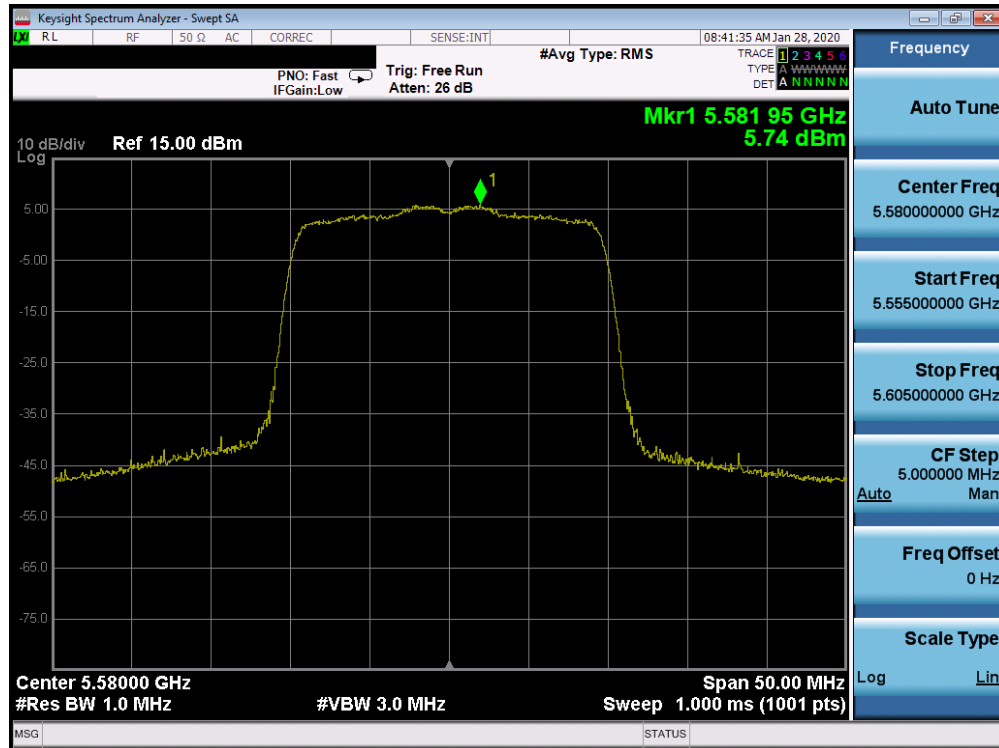 Keysight Spectrum Analyzer - Swept SA
LXI RL RF 50 Ω AC CORREC SENSE:INT 08:41:35 AM Jan 28, 2020
Frequency
#Avg Type: RMS
TRACE 1 2 3 4 5 6
PNO: Fast Trig: Free Run
TYPE A WWWWW
IFGain:Low Atten: 26 dB
DET A N N N N N
Auto Tune
Mkr1 5.581 95 GHz
5.74 dBm
10 dB/div Ref 15.00 dBm
Log
1
5.00
-5.00
-15.0
-25.0
-35.0
-45.0
-55.0
-65.0
-75.0
Center Freq
5.580000000 GHz
Start Freq
5.555000000 GHz
Stop Freq
5.605000000 GHz
CF Step
5.000000 MHz
Auto Man
Freq Offset
0 Hz
Scale Type
Log Lin
Center 5.58000 GHz Span 50.00 MHz
#Res BW 1.0 MHz #VBW 3.0 MHz Sweep 1.000 ms (1001 pts)
MSG STATUS